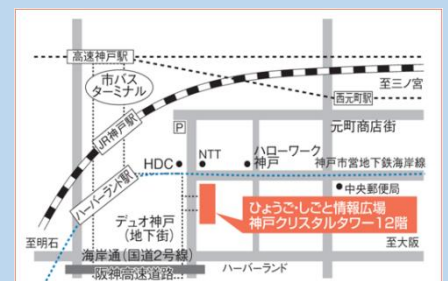 高速神戸駅
市バス
ターミナル
至三ノ宮
西元町駅
元町商店街
JR神戸駅
P
HDC
NTT
ハローワーク
神戸
神戸市営地下鉄海岸線
ハーバーランド駅
中央郵便局
ひょうご・しごと情報広場
神戸クリスタルタワー12階
デュオ神戸
(地下街)
至明石
至大阪
海岸通(国道2号線)
ハーバーランド
阪神高速道路